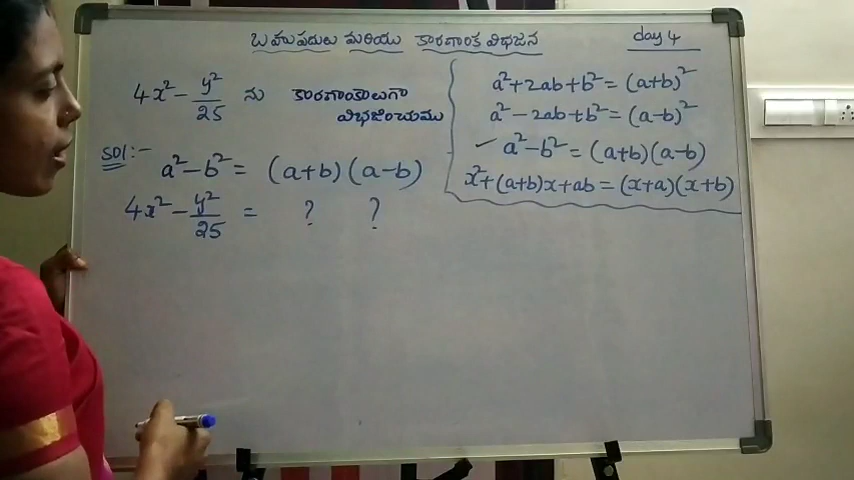 బహుపదులు మరియు కారణాంక విభజన
day 4
4x² - y²/25 ను కారణాంకాలుగా
విభజించుము
sol:-
a² - b² = (a+b)(a-b)
4x² - y²/25 = ? ?
a²+2ab+b² = (a+b)²
a²-2ab+b² = (a-b)²
✓ a²-b² = (a+b)(a-b)
x²+(a+b)x+ab = (x+a)(x+b)